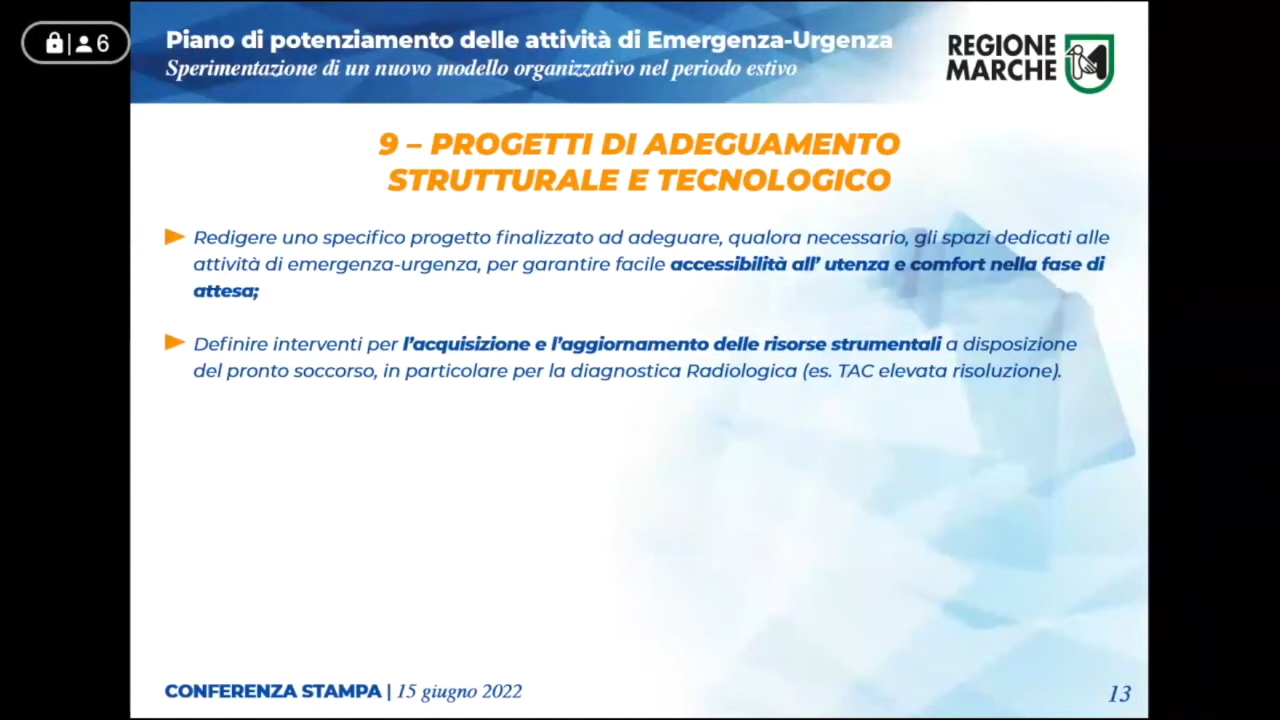 6
Piano di potenziamento delle attività di Emergenza-Urgenza
Sperimentazione di un nuovo modello organizzativo nel periodo estivo
REGIONE
MARCHE
9 – PROGETTI DI ADEGUAMENTO
STRUTTURALE E TECNOLOGICO
Redigere uno specifico progetto finalizzato ad adeguare, qualora necessario, gli spazi dedicati alle
attività di emergenza-urgenza, per garantire facile accessibilità all' utenza e comfort nella fase di
attesa;
Definire interventi per l'acquisizione e l'aggiornamento delle risorse strumentali a disposizione
del pronto soccorso, in particolare per la diagnostica Radiologica (es. TAC elevata risoluzione).
CONFERENZA STAMPA | 15 giugno 2022
13